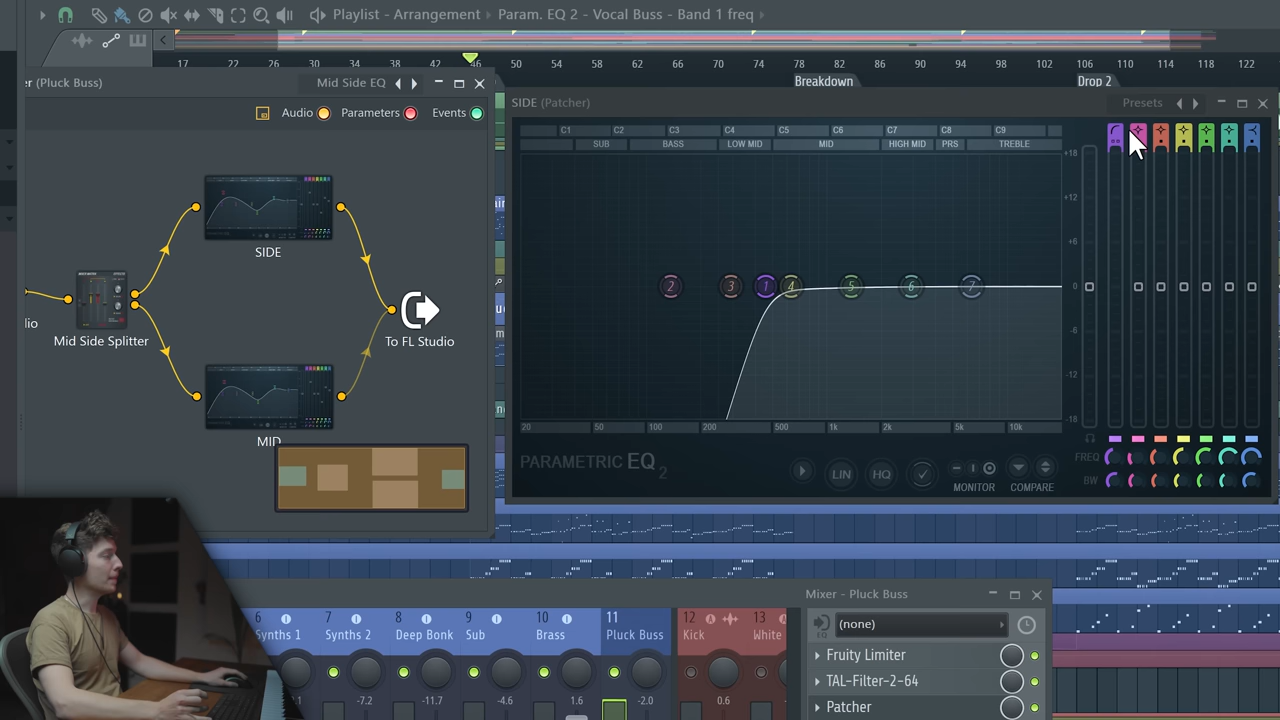 Playlist - Arrangement
Param. EQ 2 - Vocal Buss - Band 1 freq
17 22 26 30 34 38 42 46 50 54 58 62 66 70 74 78 82 86 90 94 98 102 106 110 114 118 122
Breakdown
Drop 2
(Pluck Buss)
Mid Side EQ
Audio
Parameters
Events
SIDE
Mid Side Splitter
To FL Studio
MID
SIDE (Patcher)
Presets
C1 C2 C3 C4 C5 C6 C7 C8 C9
SUB BASS LOW MID MID HIGH MID PRS TREBLE
+18
+12
+6
0
-6
-12
-18
2 3 1 4 5 6 7
20 50 100 200 500 1k 2k 5k 10k
FREQ
BW
PARAMETRIC EQ 2
LIN
HQ
MONITOR
COMPARE
6 7 8 9 10 11 12 13
Synths 1 Synths 2 Deep Bonk Sub Brass Pluck Buss Kick White
-7.2 -11.7 -4.6 1.6 -2.0 0.6
Mixer - Pluck Buss
EQ
(none)
Fruity Limiter
TAL-Filter-2-64
Patcher